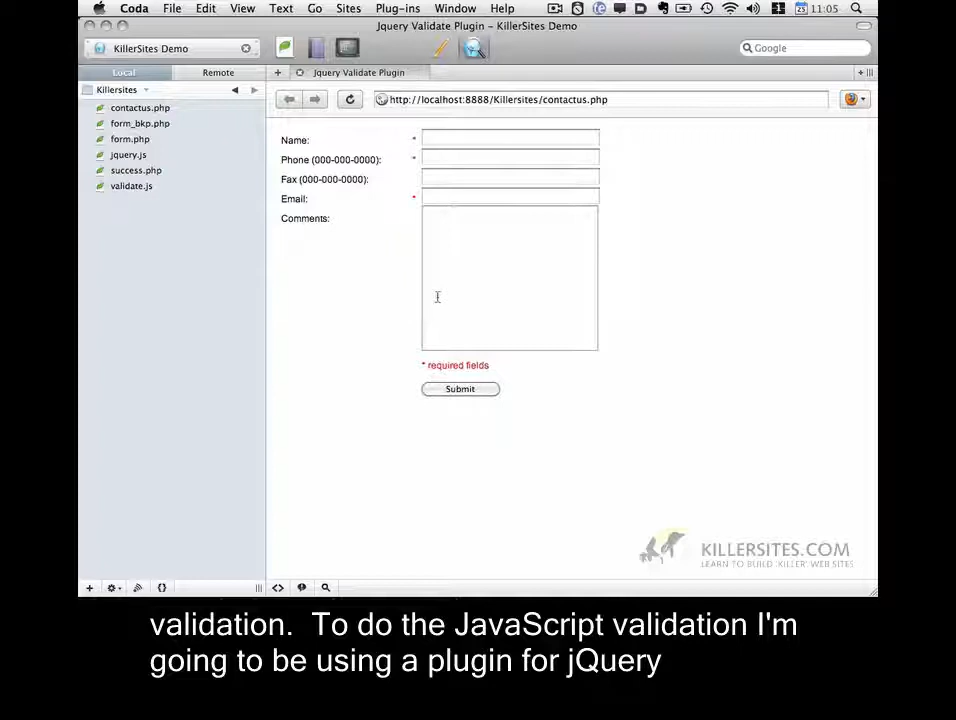 Coda File Edit View Text Go Sites Plug-ins Window Help 11:05
Jquery Validate Plugin – KillerSites Demo
KillerSites Demo
Google
Local Remote
Jquery Validate Plugin
Killersites
http://localhost:8888/Killersites/contactus.php
contactus.php
form_bkp.php
form.php
jquery.js
success.php
validate.js
Name: *
Phone (000-000-0000): *
Fax (000-000-0000):
Email: *
Comments:
* required fields
Submit
KILLERSITES.COM
LEARN TO BUILD 'KILLER' WEB SITES
validation. To do the JavaScript validation I'm
going to be using a plugin for jQuery